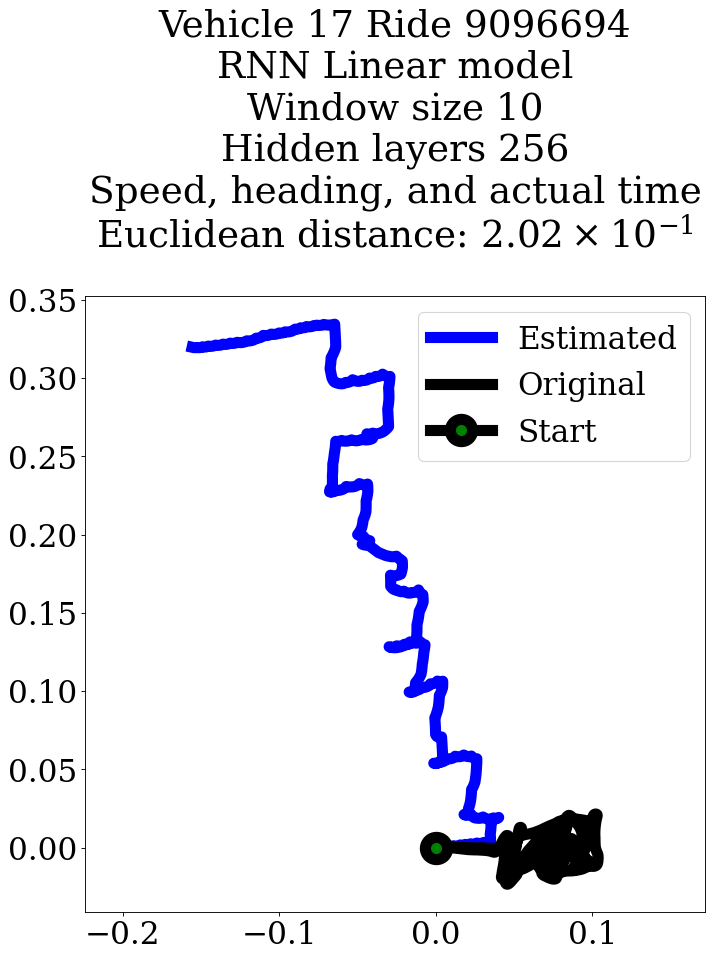 Vehicle 17 Ride 9096694
RNN Linear model
Window size 10
Hidden layers 256
Speed, heading, and actual time
Euclidean distance: 2.02 × 10⁻¹
0.35
0.30
0.25
0.20
0.15
0.10
0.05
0.00
Estimated
Original
Start
−0.2
−0.1
0.0
0.1